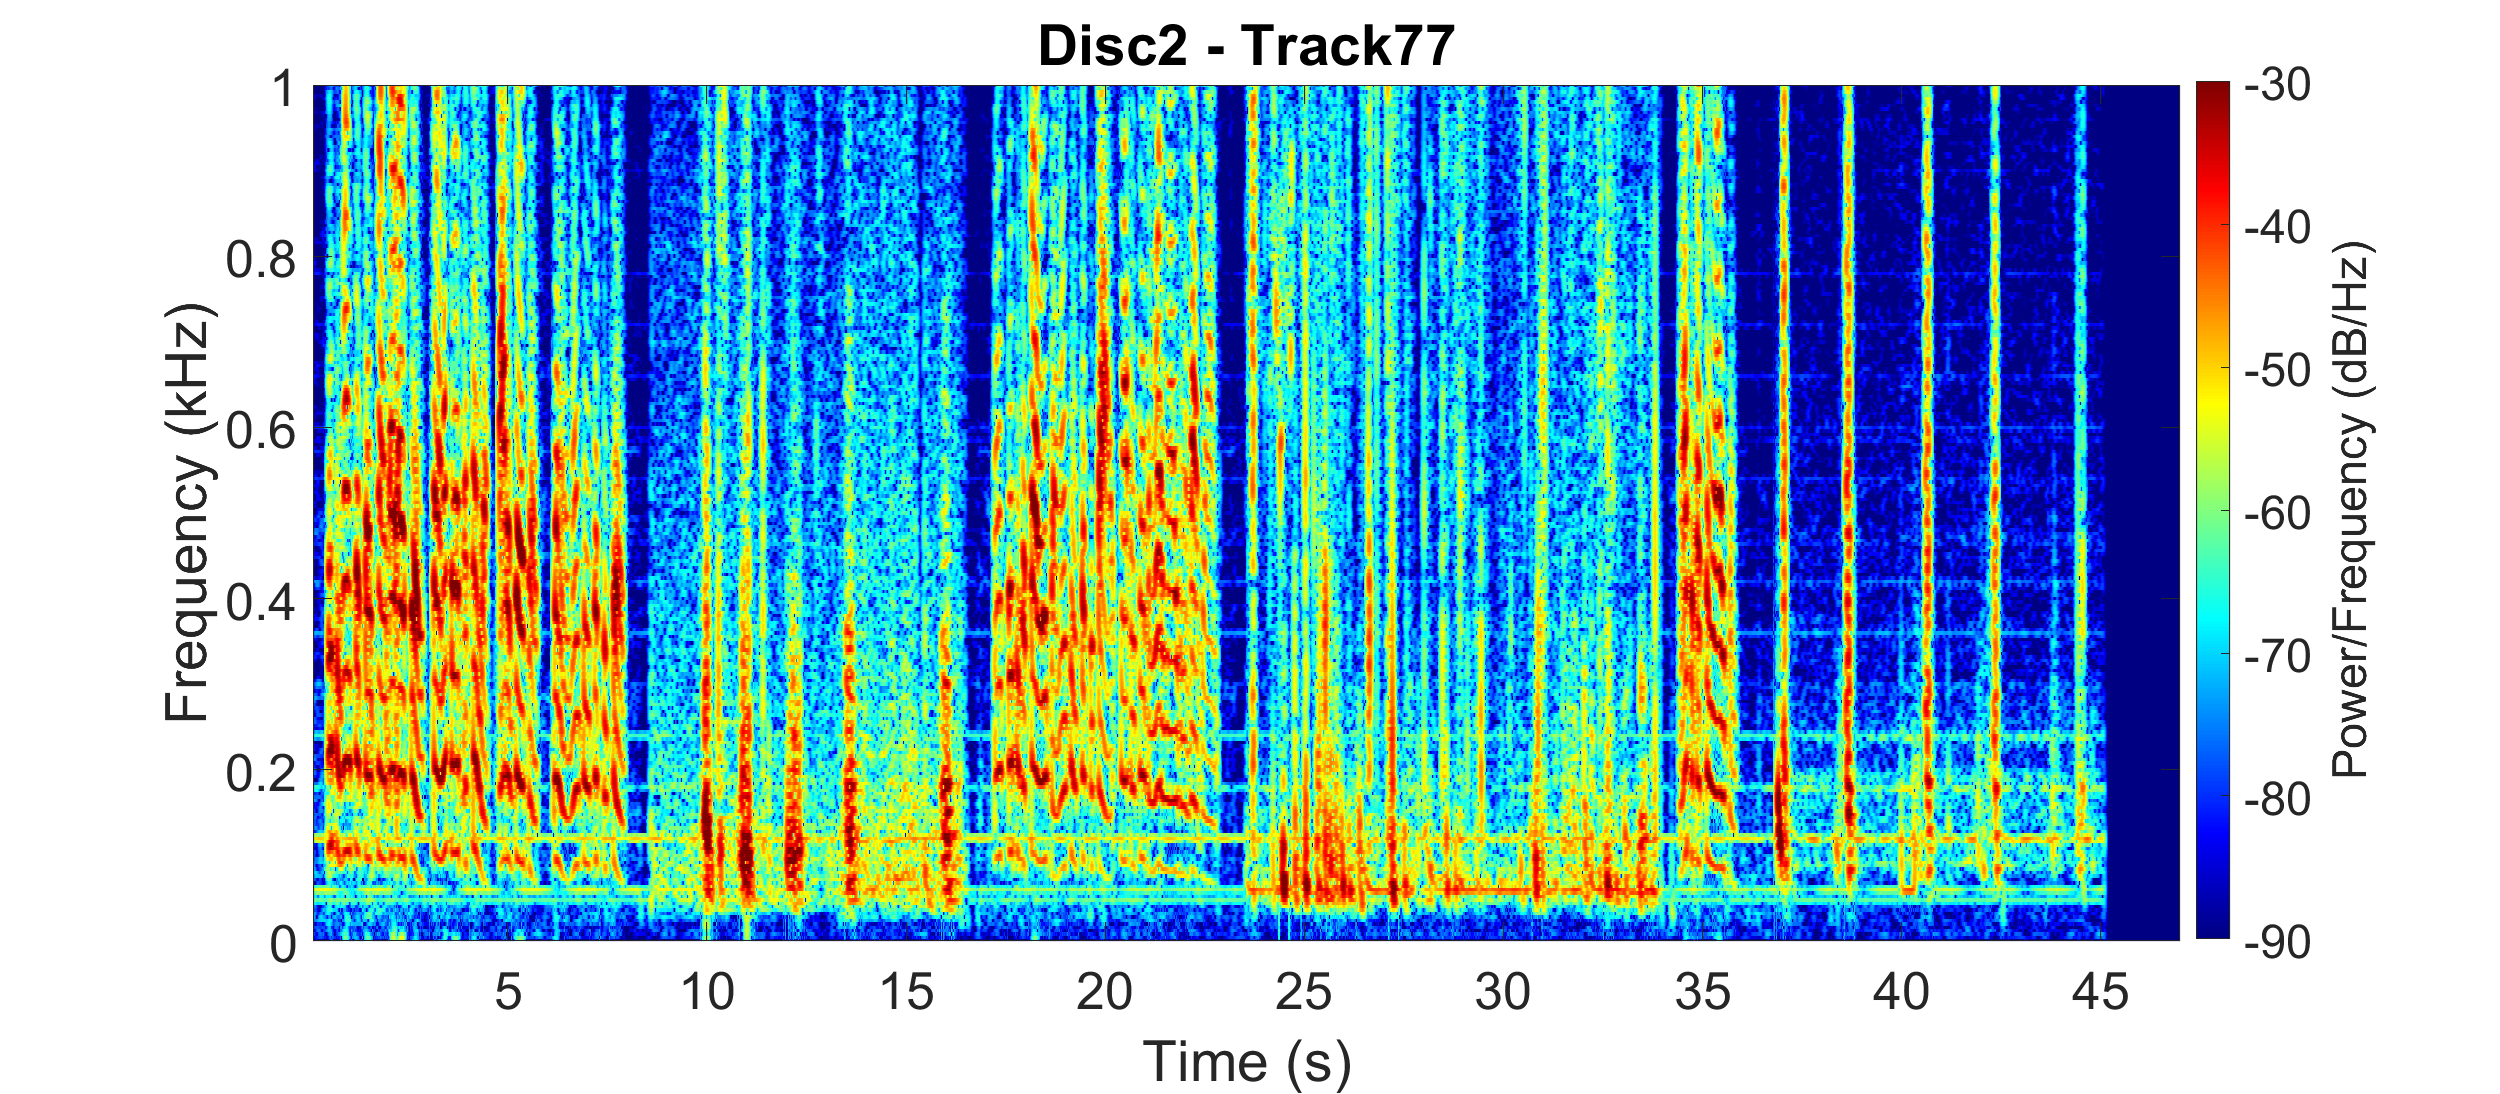 Disc2 - Track77
Frequency (kHz)
1
0.8
0.6
0.4
0.2
0
5 10 15 20 25 30 35 40 45
Time (s)
-30
-40
-50
-60
-70
-80
-90
Power/Frequency (dB/Hz)